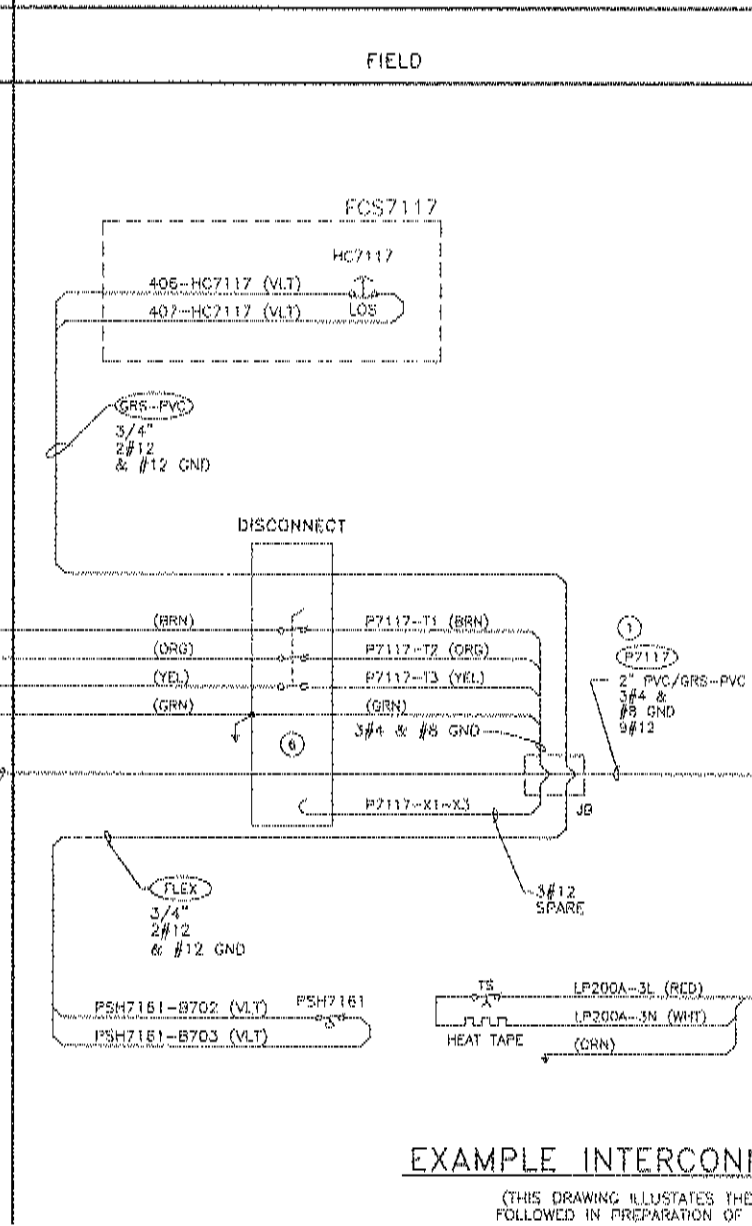 FIELD
FCS7117
HC7117
406-HC7117 (VLT)
407-HC7117 (VLT)
LOS
GRS-PVC
3/4"
2#12
& #12 GND
DISCONNECT
(BRN)
P7117-T1 (BRN)
(ORG)
P7117-T2 (ORG)
(YEL)
P7117-T3 (YEL)
(GRN)
(GRN)
3#4 & #8 GND
6
1
P7117
2" PVC/GRS-PVC
3#4 &
#8 GND
9#12
P7117-X1-X3
JB
3#12
SPARE
FLEX
3/4"
2#12
& #12 GND
PSH7161-B702 (VLT)
PSH7161
PSH7161-B703 (VLT)
TS
LP200A-3L (RED)
LP200A-3N (WHT)
HEAT TAPE
(GRN)
EXAMPLE INTERCON
(THIS DRAWING ILLUSTATES THE
FOLLOWED IN PREPARATION OF